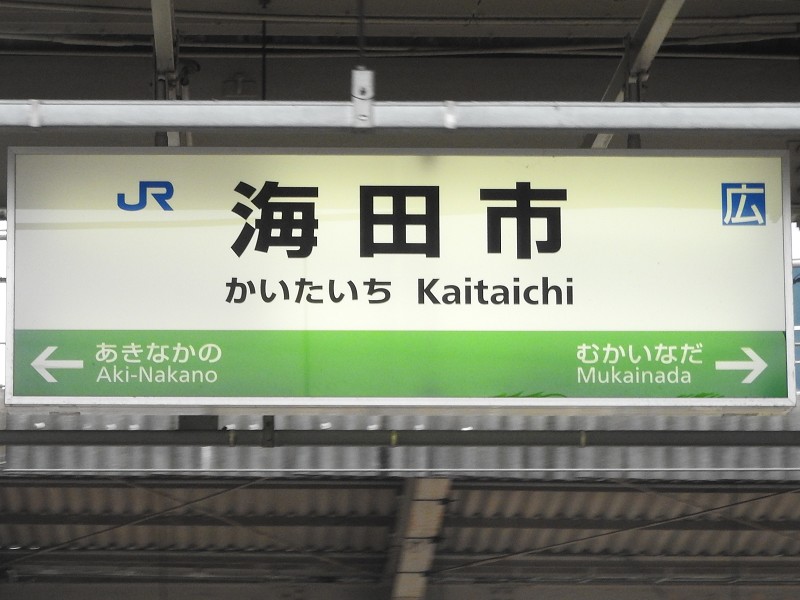 JR 海田市 広
かいたいち Kaitaichi
← あきなかの むかいなだ →
Aki-Nakano Mukainada